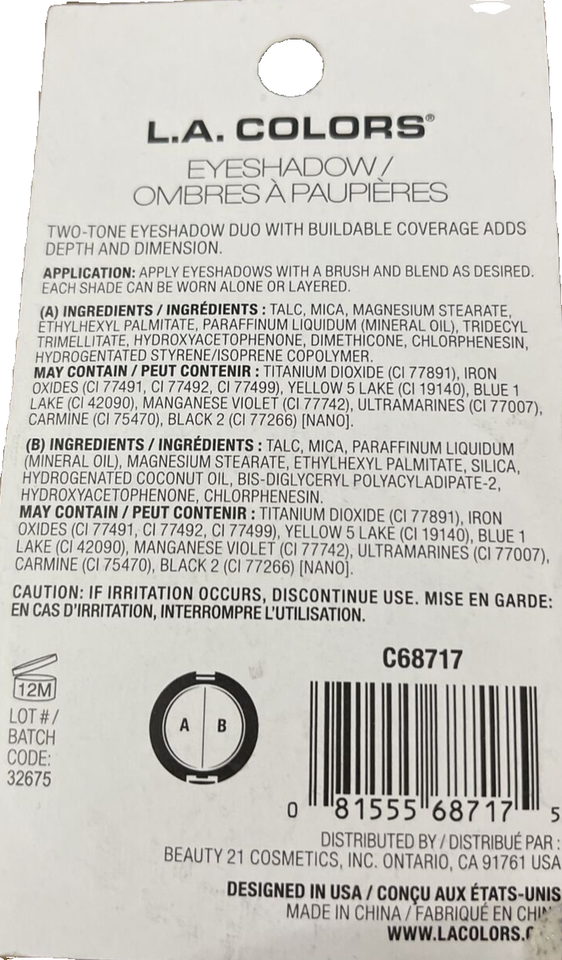 L.A. COLORS®
EYESHADOW/
OMBRES À PAUPIÈRES
TWO-TONE EYESHADOW DUO WITH BUILDABLE COVERAGE ADDS
DEPTH AND DIMENSION.
APPLICATION: APPLY EYESHADOWS WITH A BRUSH AND BLEND AS DESIRED.
EACH SHADE CAN BE WORN ALONE OR LAYERED.
(A) INGREDIENTS / INGRÉDIENTS : TALC, MICA, MAGNESIUM STEARATE,
ETHYLHEXYL PALMITATE, PARAFFINUM LIQUIDUM (MINERAL OIL), TRIDECYL
TRIMELLITATE, HYDROXYACETOPHENONE, DIMETHICONE, CHLORPHENESIN,
HYDROGENTATED STYRENE/ISOPRENE COPOLYMER.
MAY CONTAIN / PEUT CONTENIR : TITANIUM DIOXIDE (CI 77891), IRON
OXIDES (CI 77491, CI 77492, CI 77499), YELLOW 5 LAKE (CI 19140), BLUE 1
LAKE (CI 42090), MANGANESE VIOLET (CI 77742), ULTRAMARINES (CI 77007),
CARMINE (CI 75470), BLACK 2 (CI 77266) [NANO].
(B) INGREDIENTS / INGRÉDIENTS : TALC, MICA, PARAFFINUM LIQUIDUM
(MINERAL OIL), MAGNESIUM STEARATE, ETHYLHEXYL PALMITATE, SILICA,
HYDROGENATED COCONUT OIL, BIS-DIGLYCERYL POLYACYLADIPATE-2,
HYDROXYACETOPHENONE, CHLORPHENESIN.
MAY CONTAIN / PEUT CONTENIR : TITANIUM DIOXIDE (CI 77891), IRON
OXIDES (CI 77491, CI 77492, CI 77499), YELLOW 5 LAKE (CI 19140), BLUE 1
LAKE (CI 42090), MANGANESE VIOLET (CI 77742), ULTRAMARINES (CI 77007),
CARMINE (CI 75470), BLACK 2 (CI 77266) [NANO].
CAUTION: IF IRRITATION OCCURS, DISCONTINUE USE. MISE EN GARDE:
EN CAS D'IRRITATION, INTERROMPRE L'UTILISATION.
12M
LOT #/
BATCH
CODE:
32675
A B
C68717
0 81555 68717 5
DISTRIBUTED BY / DISTRIBUÉ PAR :
BEAUTY 21 COSMETICS, INC. ONTARIO, CA 91761 USA
DESIGNED IN USA / CONÇU AUX ÉTATS-UNIS
MADE IN CHINA / FABRIQUÉ EN
WWW.LACOLORS.